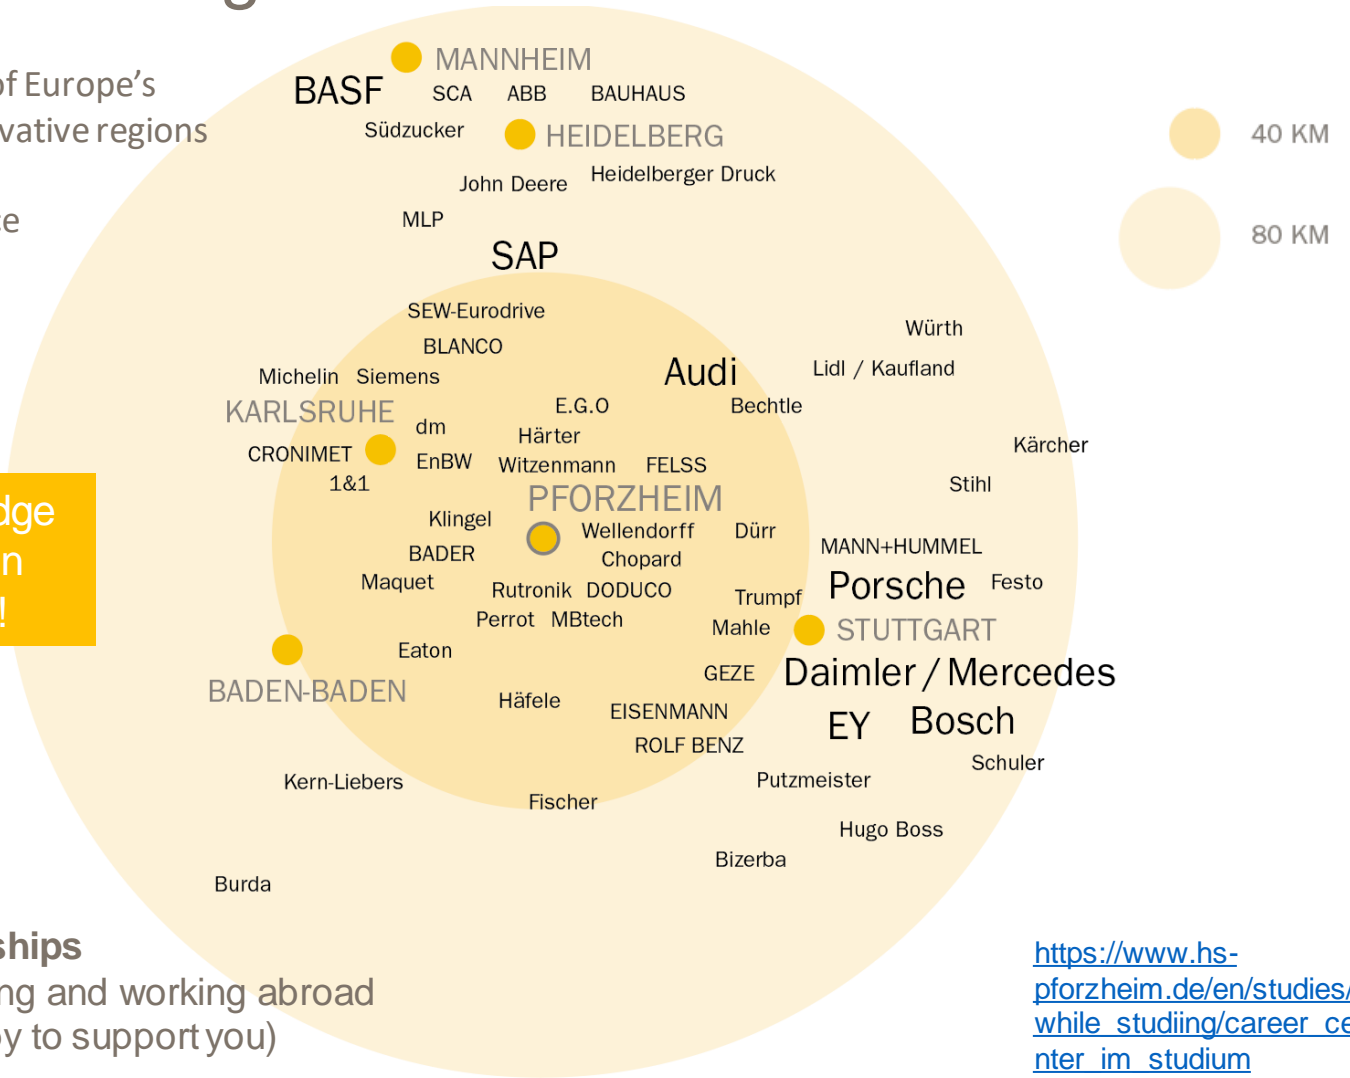 of Europe's
vative regions
ce
dge
n
!
MANNHEIM
BASF SCA ABB BAUHAUS
Südzucker HEIDELBERG
John Deere Heidelberger Druck
MLP
SAP
SEW-Eurodrive
BLANCO
Michelin Siemens
KARLSRUHE
dm
CRONIMET EnBW
1&1
Audi
E.G.O Bechtle
Härter
Witzenmann FELSS
PFORZHEIM
Klingel Wellendorff Dürr
BADER Chopard
Maquet Rutronik DODUCO Trumpf
Perrot MBtech Mahle
Eaton
BADEN-BADEN
Häfele GEZE
EISENMANN
ROLF BENZ
Kern-Liebers
Fischer
Burda
Würth
Lidl / Kaufland
Kärcher
Stihl
MANN+HUMMEL
Porsche Festo
STUTTGART
Daimler / Mercedes
EY Bosch
Schuler
Putzmeister
Hugo Boss
Bizerba
40 KM
80 KM
ships
ng and working abroad
y to support you)
https://www.hs-
pforzheim.de/en/studies/
while_studiing/career_ce
nter_im_studium